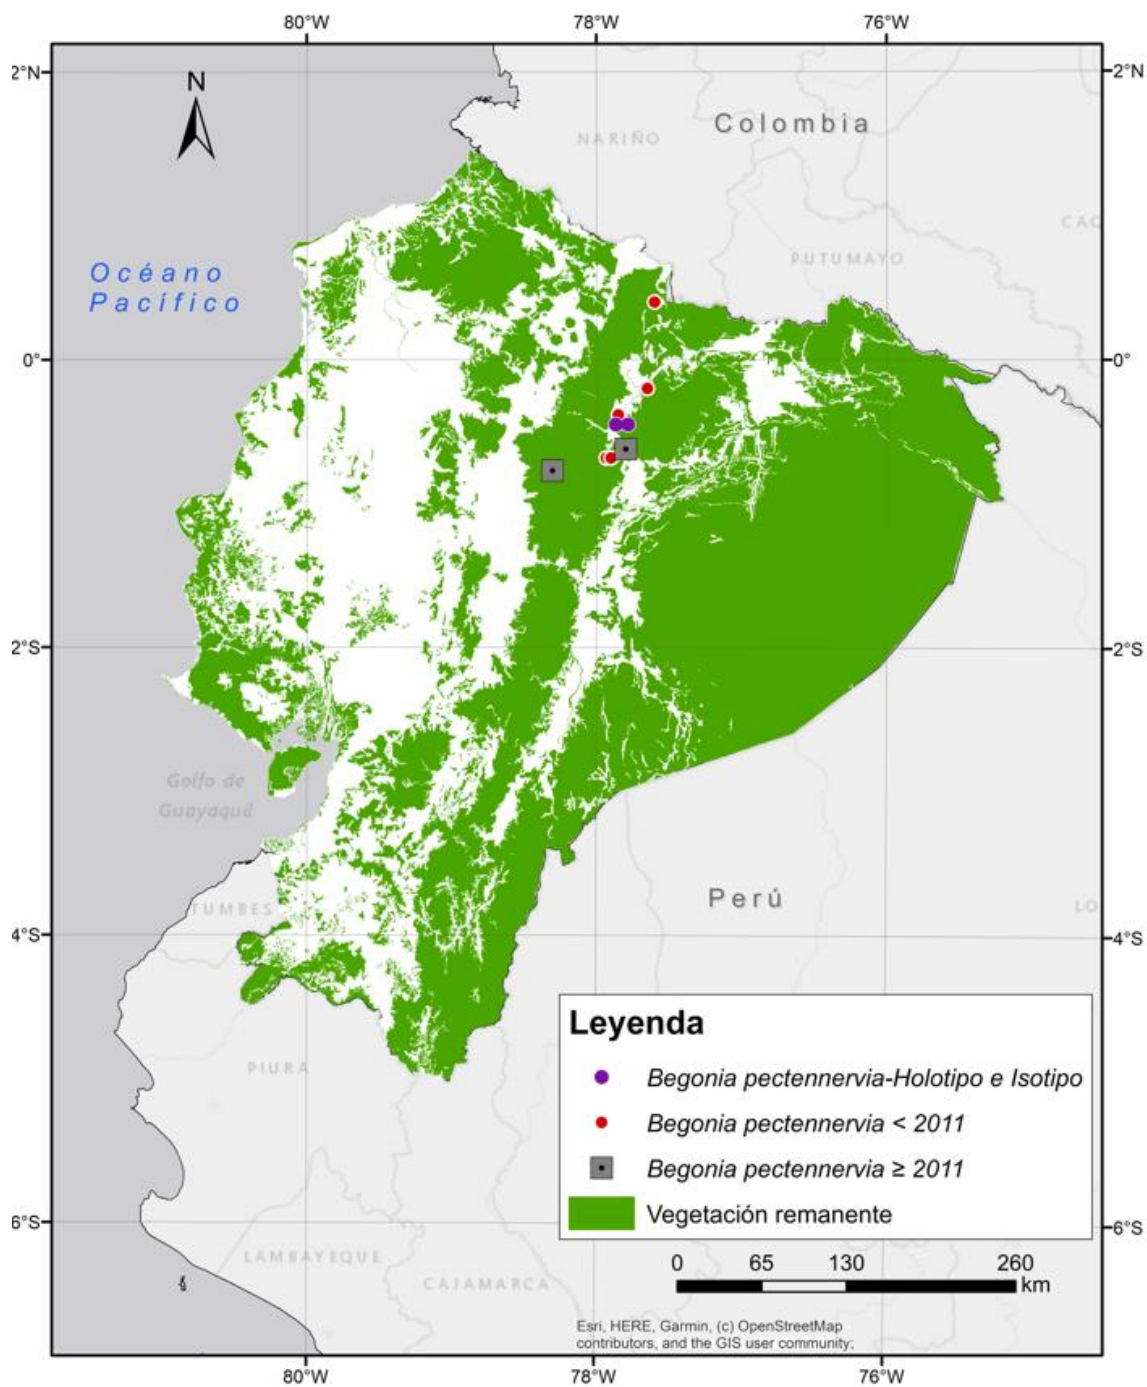 80°W
78°W
76°W
2°N
2°N
N
Colombia
NARIÑO
PUTUMAYO
Océano
Pacífico
0°
0°
2°S
2°S
Golfo de
Guayaquil
Perú
TUMBES
4°S
4°S
Leyenda
PIURA
Begonia pectennervia-Holotipo e Isotipo
Begonia pectennervia < 2011
Begonia pectennervia ≥ 2011
Vegetación remanente
6°S
6°S
LAMBAYEQUE
CAJAMARCA
0 65 130 260
km
Esri, HERE, Garmin, (c) OpenStreetMap
contributors, and the GIS user community;
80°W
78°W
76°W